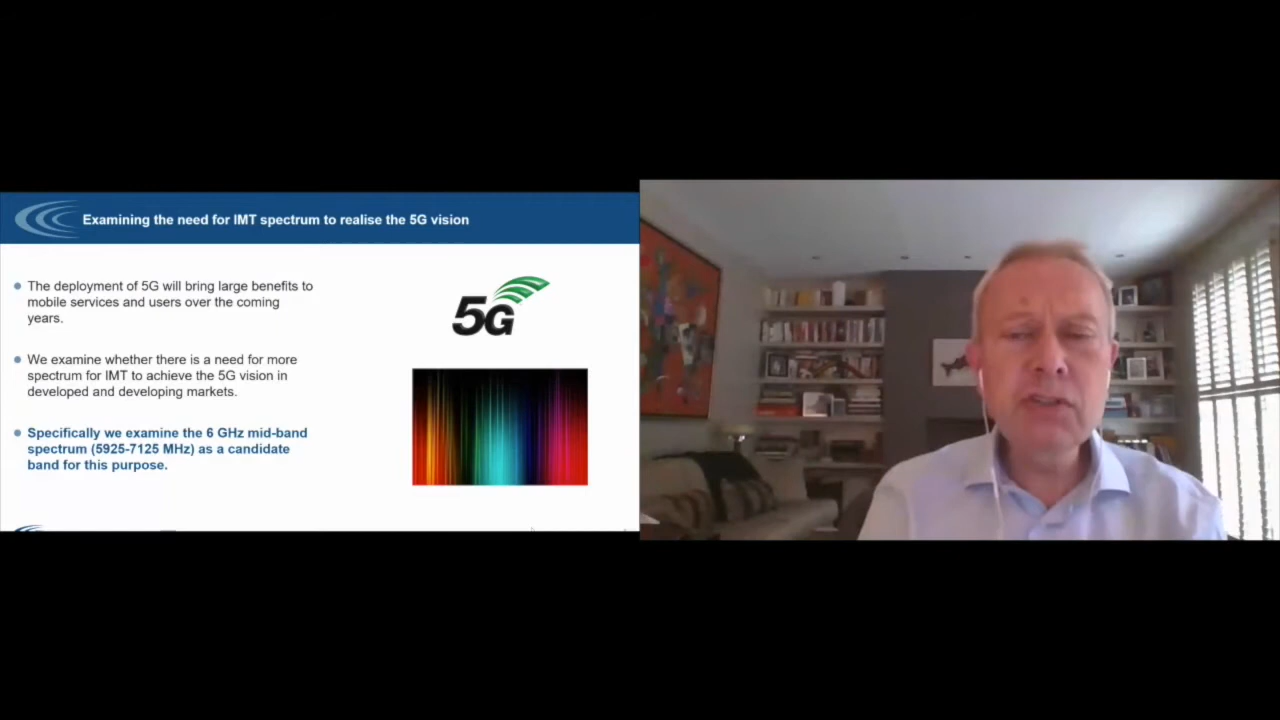 Examining the need for IMT spectrum to realise the 5G vision
The deployment of 5G will bring large benefits to
mobile services and users over the coming
years.
We examine whether there is a need for more
spectrum for IMT to achieve the 5G vision in
developed and developing markets.
Specifically we examine the 6 GHz mid-band
spectrum (5925-7125 MHz) as a candidate
band for this purpose.
5G